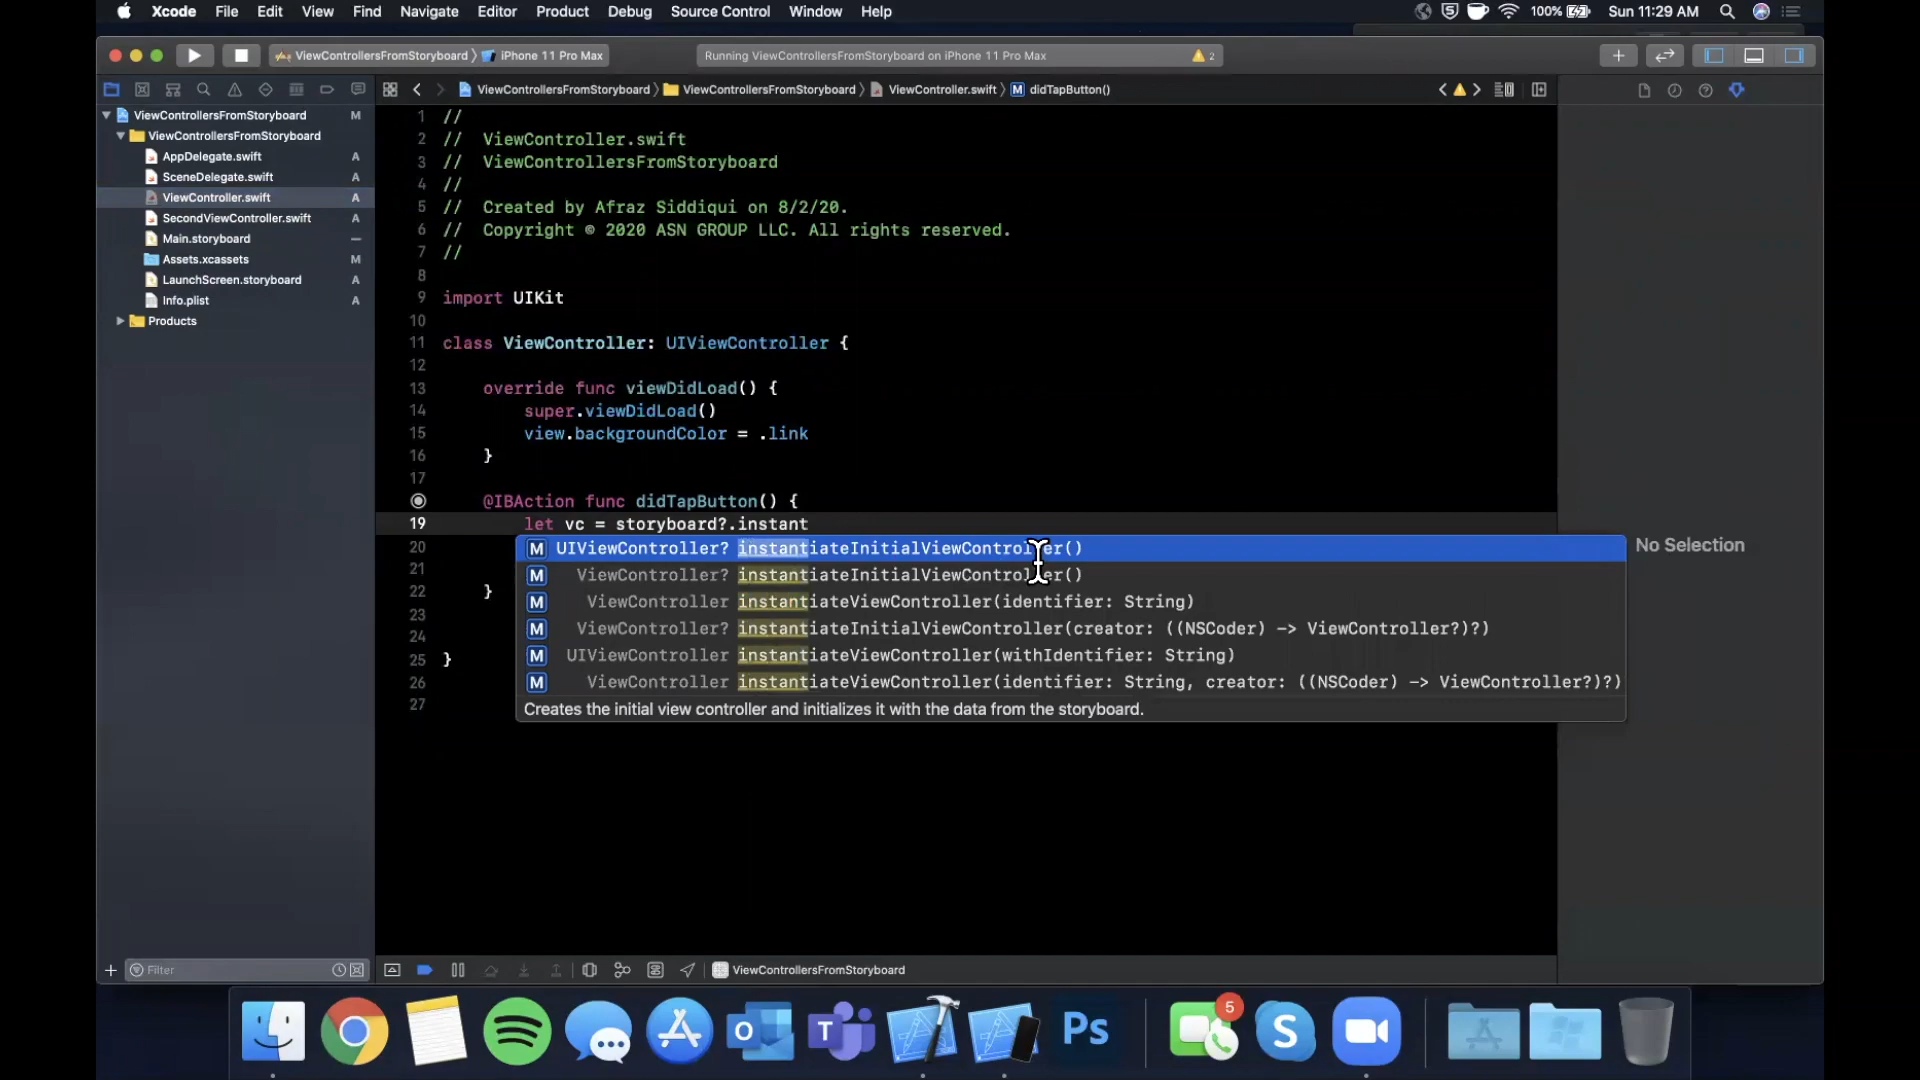 Xcode File Edit View Find Navigate Editor Product Debug Source Control Window Help 100% Sun 11:29 AM
ViewControllersFromStoryboard iPhone 11 Pro Max Running ViewControllersFromStoryboard on iPhone 11 Pro Max 2
ViewControllersFromStoryboard ViewControllersFromStoryboard ViewController.swift M didTapButton()
ViewControllersFromStoryboard M
ViewControllersFromStoryboard
AppDelegate.swift A
SceneDelegate.swift A
ViewController.swift A
SecondViewController.swift A
Main.storyboard
Assets.xcassets M
LaunchScreen.storyboard A
Info.plist A
Products
1 //
2 // ViewController.swift
3 // ViewControllersFromStoryboard
4 //
5 // Created by Afraz Siddiqui on 8/2/20.
6 // Copyright © 2020 ASN GROUP LLC. All rights reserved.
7 //
8
9 import UIKit
10
11 class ViewController: UIViewController {
12
13 override func viewDidLoad() {
14 super.viewDidLoad()
15 view.backgroundColor = .link
16 }
17
@IBAction func didTapButton() {
19 let vc = storyboard?.instant
20
21
22 }
23
24
25 }
26
27
M UIViewController? instantiateInitialViewController()
M ViewController? instantiateInitialViewController()
M ViewController instantiateViewController(identifier: String)
M ViewController? instantiateInitialViewController(creator: ((NSCoder) -> ViewController?)?)
M UIViewController instantiateViewController(withIdentifier: String)
M ViewController instantiateViewController(identifier: String, creator: ((NSCoder) -> ViewController?)?)
Creates the initial view controller and initializes it with the data from the storyboard.
No Selection
Filter
ViewControllersFromStoryboard
O T Ps 5 S